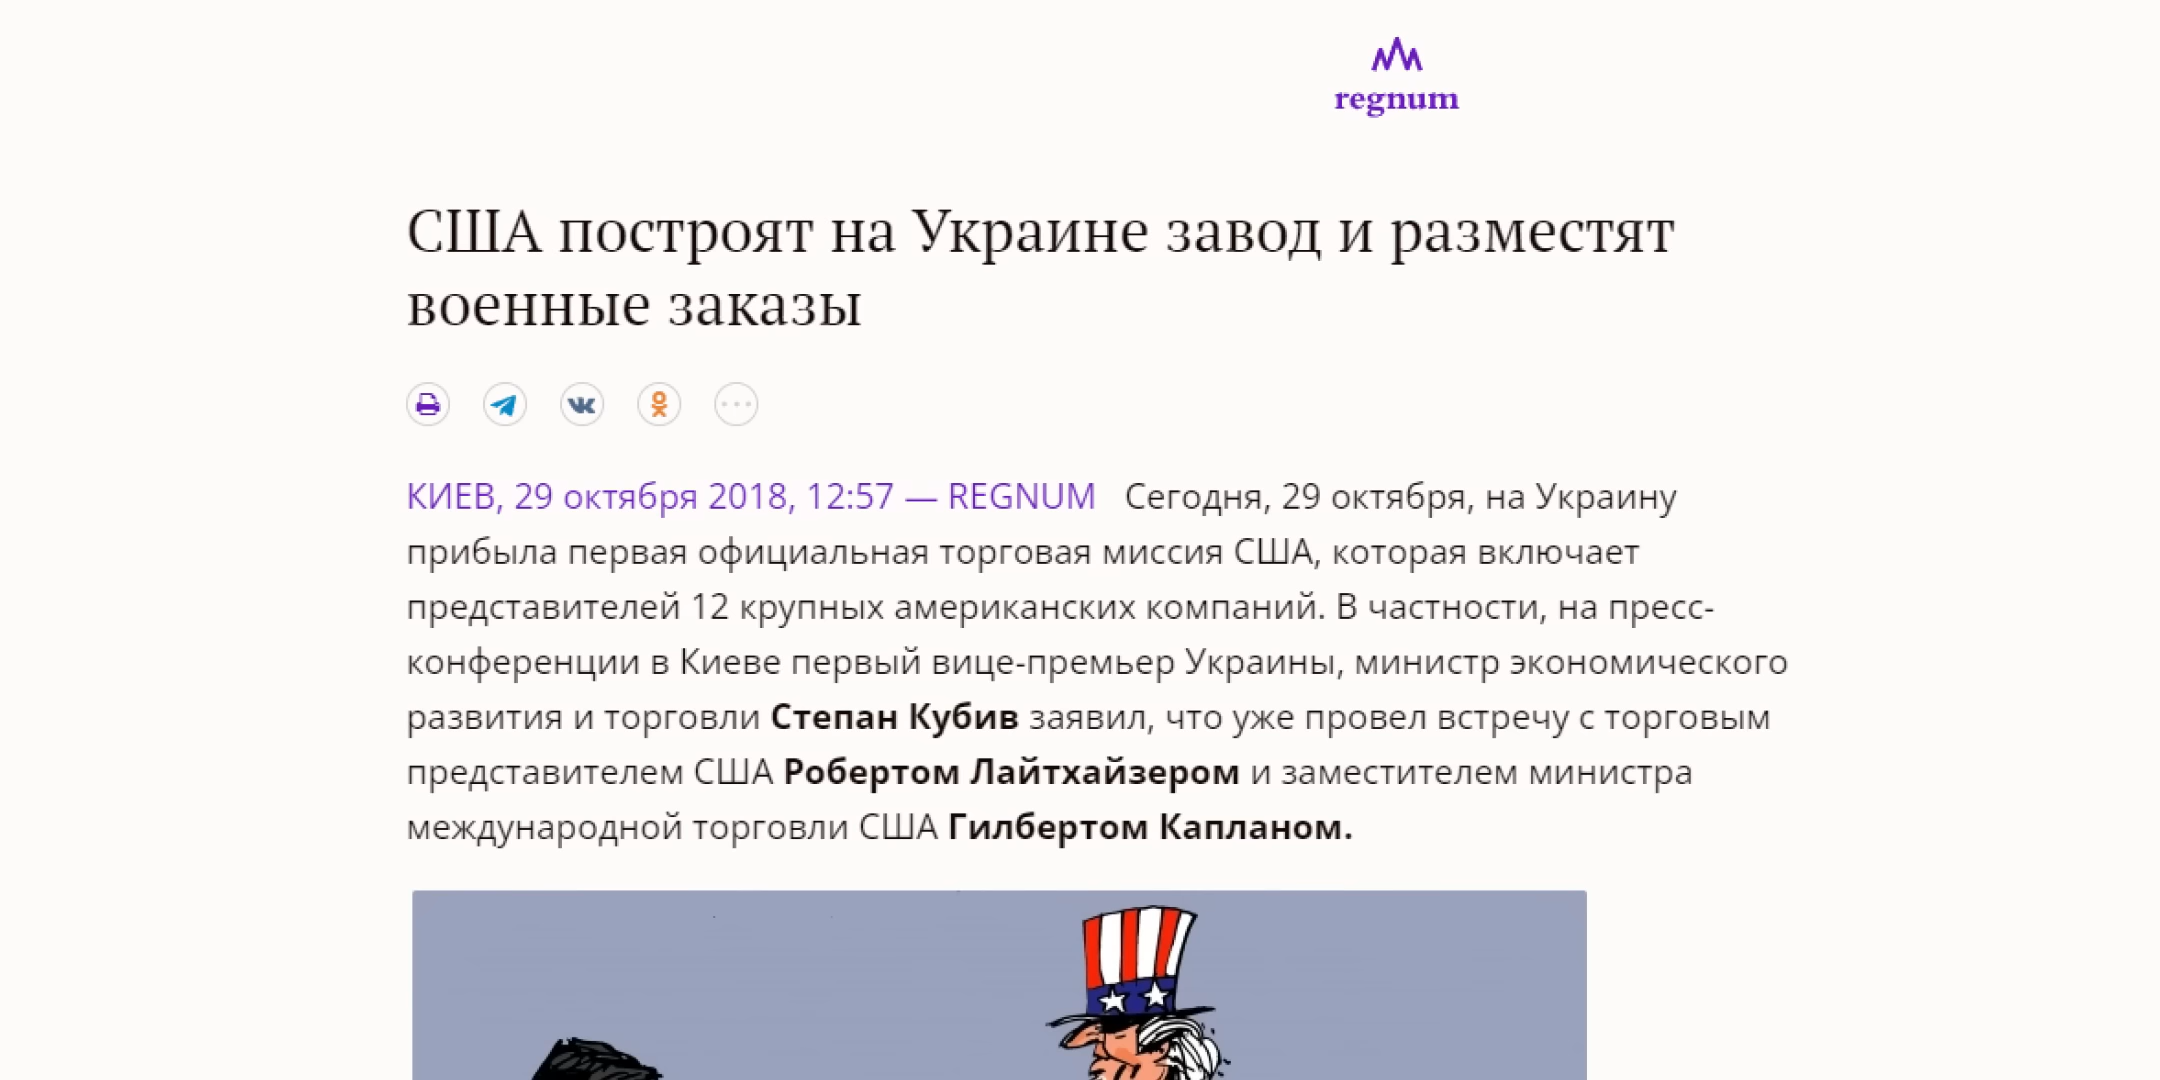 regnum
США построят на Украине завод и разместят
военные заказы
КИЕВ, 29 октября 2018, 12:57 — REGNUM Сегодня, 29 октября, на Украину
прибыла первая официальная торговая миссия США, которая включает
представителей 12 крупных американских компаний. В частности, на пресс-
конференции в Киеве первый вице-премьер Украины, министр экономического
развития и торговли Степан Кубив заявил, что уже провел встречу с торговым
представителем США Робертом Лайтхайзером и заместителем министра
международной торговли США Гилбертом Капланом.